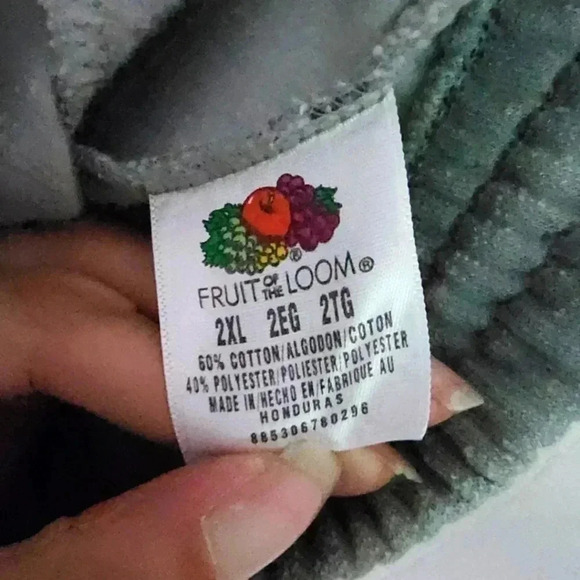 FRUIT OF THE LOOM®
2XL 2EG 2TG
60% COTTON/ALGODON/COTON
40% POLYESTER/POLIESTER/POLYESTER
MADE IN/HECHO EN/FABRIQUE AU
HONDURAS
885306780296